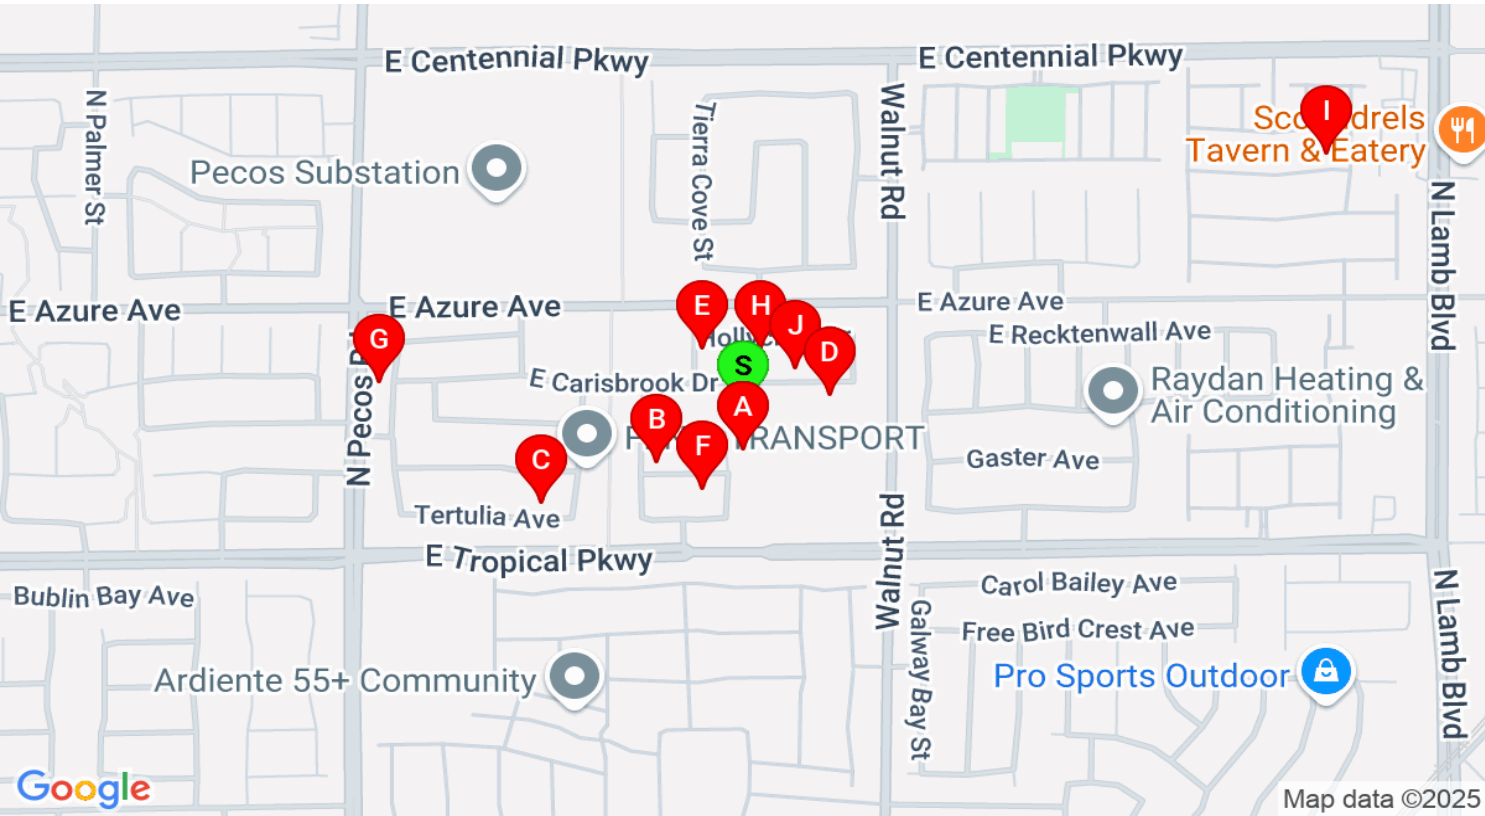 E Centennial Pkwy
E Centennial Pkwy
N Palmer St
Tierra Cove St
Walnut Rd
I
Tavern & Eatery
Pecos Substation
N Lamb Blvd
E Azure Ave
E Azure Ave
E Azure Ave
E
H
J
D
G
S
E Recktenwall Ave
E Carisbrook Dr
N Pecos
Raydan Heating &
Air Conditioning
A
B
F
C
TRANSPORT
Gaster Ave
Tertulia Ave
E Tropical Pkwy
Walnut Rd
Bublin Bay Ave
Carol Bailey Ave
Galway Bay St
Free Bird Crest Ave
N Lamb Blvd
Ardiente 55+ Community
Pro Sports Outdoor
Google
Map data ©2025